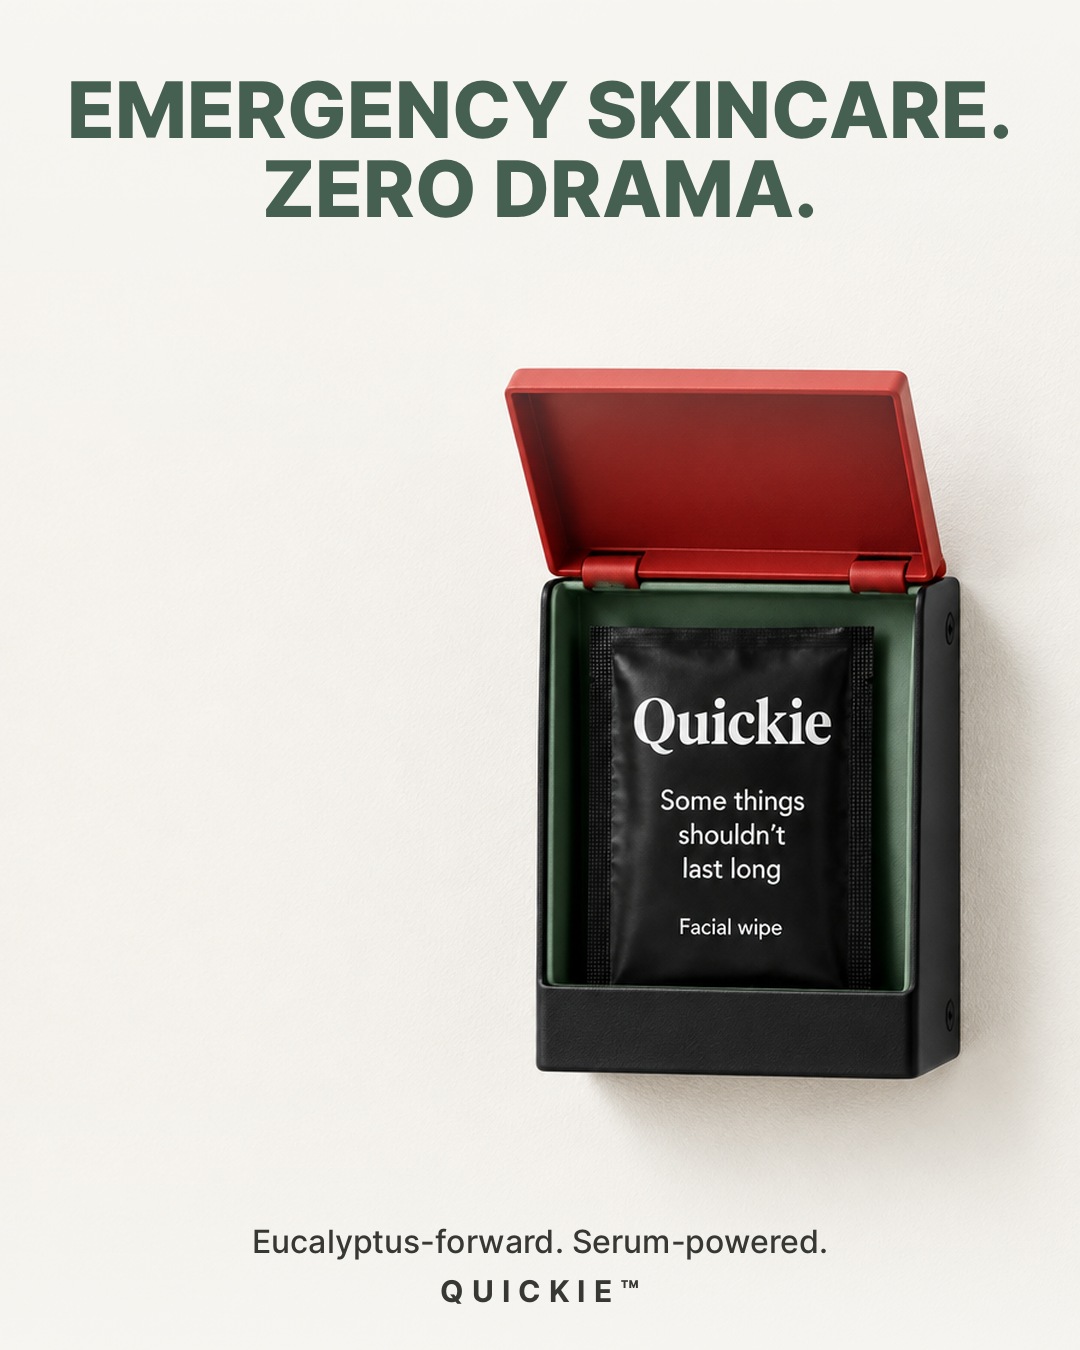 EMERGENCY SKINCARE.
ZERO DRAMA.
Quickie
Some things
shouldn't
last long
Facial wipe
Eucalyptus-forward. Serum-powered.
QUICKIE™